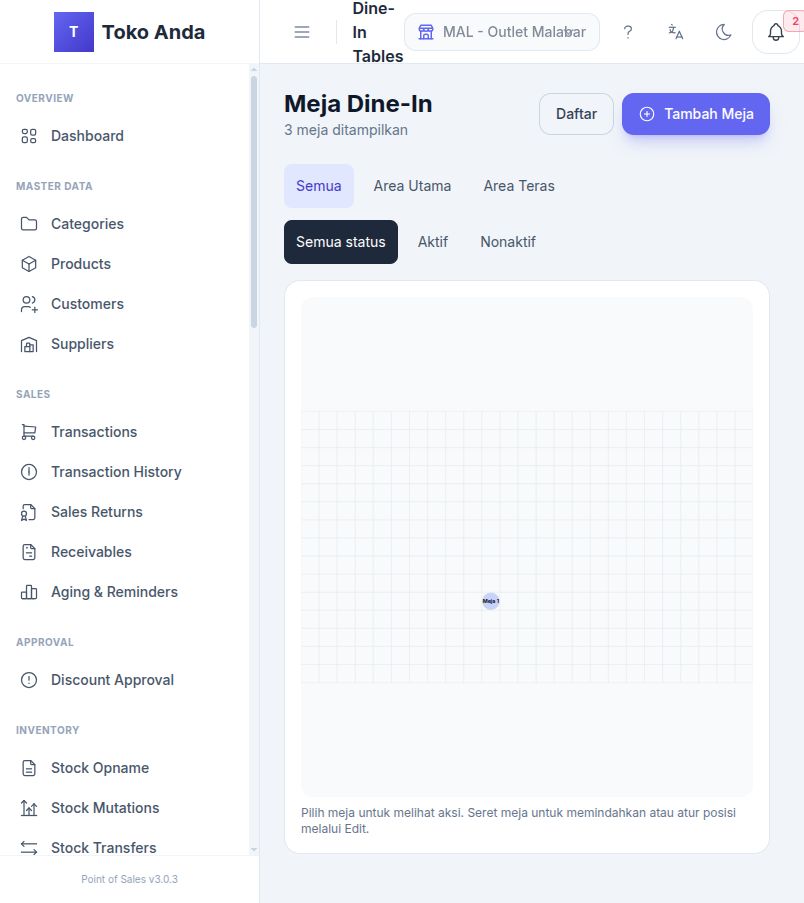 T
Toko Anda
OVERVIEW
Dashboard
MASTER DATA
Categories
Products
Customers
Suppliers
SALES
Transactions
Transaction History
Sales Returns
Receivables
Aging & Reminders
APPROVAL
Discount Approval
INVENTORY
Stock Opname
Stock Mutations
Stock Transfers
Point of Sales v3.0.3
Dine-
In
Tables
MAL - Outlet Malabar
2
Meja Dine-In
3 meja ditampilkan
Daftar
Tambah Meja
Semua
Area Utama
Area Teras
Semua status
Aktif
Nonaktif
Meja 1
Pilih meja untuk melihat aksi. Seret meja untuk memindahkan atau atur posisi
melalui Edit.